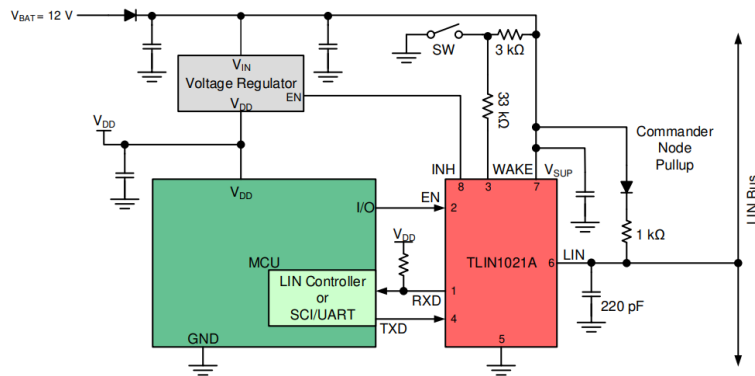 V_BAT = 12 V
SW
3 kΩ
V_IN
Voltage Regulator
EN
V_DD
33 kΩ
V_DD
Commander
Node
Pullup
INH
WAKE
V_SUP
8
3
7
V_DD
I/O
EN
2
LIN Bus
V_DD
1 kΩ
MCU
TLIN1021A
LIN
6
LIN Controller
or
SCI/UART
1
RXD
4
TXD
220 pF
GND
5